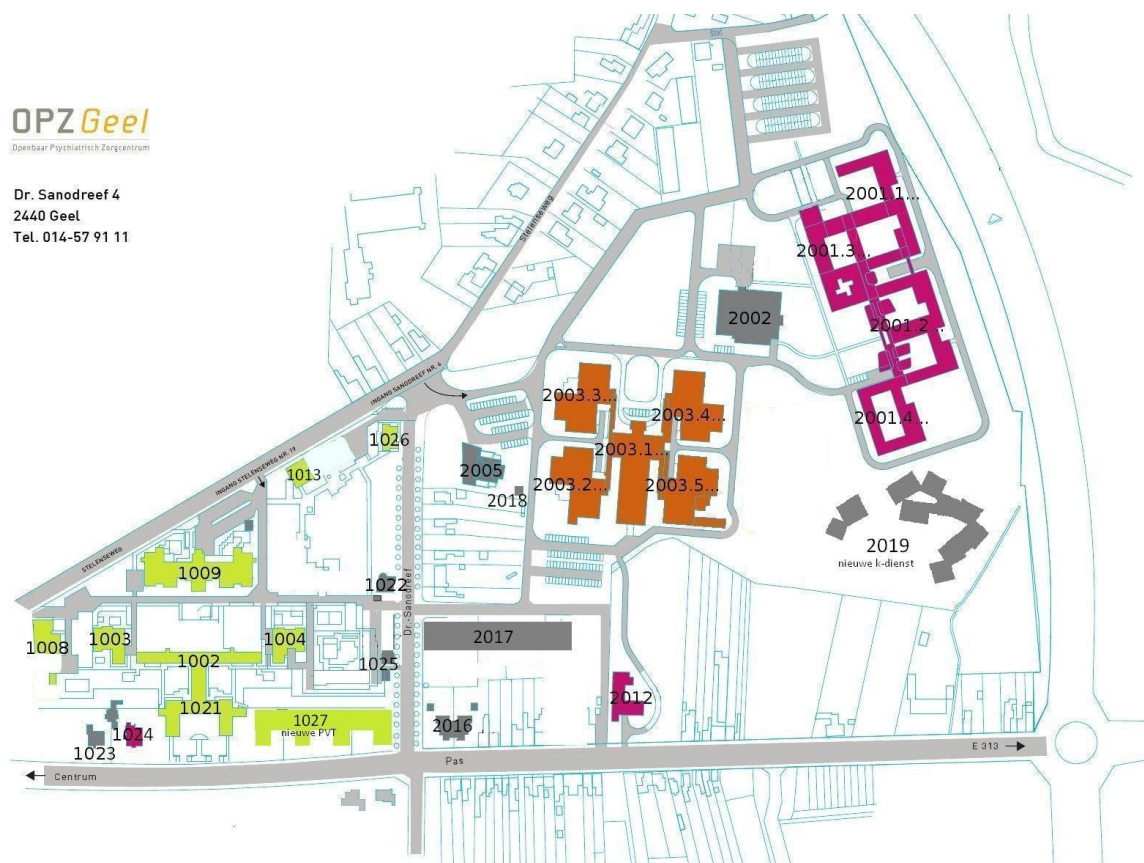 OPZ Geel
Openbaar Psychiatrisch Zorgcentrum
Dr. Sanodreef 4
2440 Geel
Tel. 014-57 91 11
2001.1...
2001.3...
2001.2...
2001.4...
2002
Stelenseweg
INGANG SANODREEF NR. 4
2003.3...
2003.4...
2003.1...
2003.2...
2003.5...
1026
2005
2018
1013
INGANG STELENSEWEG NR. 19
STELENSEWEG
2019
nieuwe k-dienst
1009
1022
Dr.-Sanodreef
1008
1003
1004
1002
1025
2017
2012
1021
1027
nieuwe PVT
2016
1024
1023
Pas
E 313
Centrum